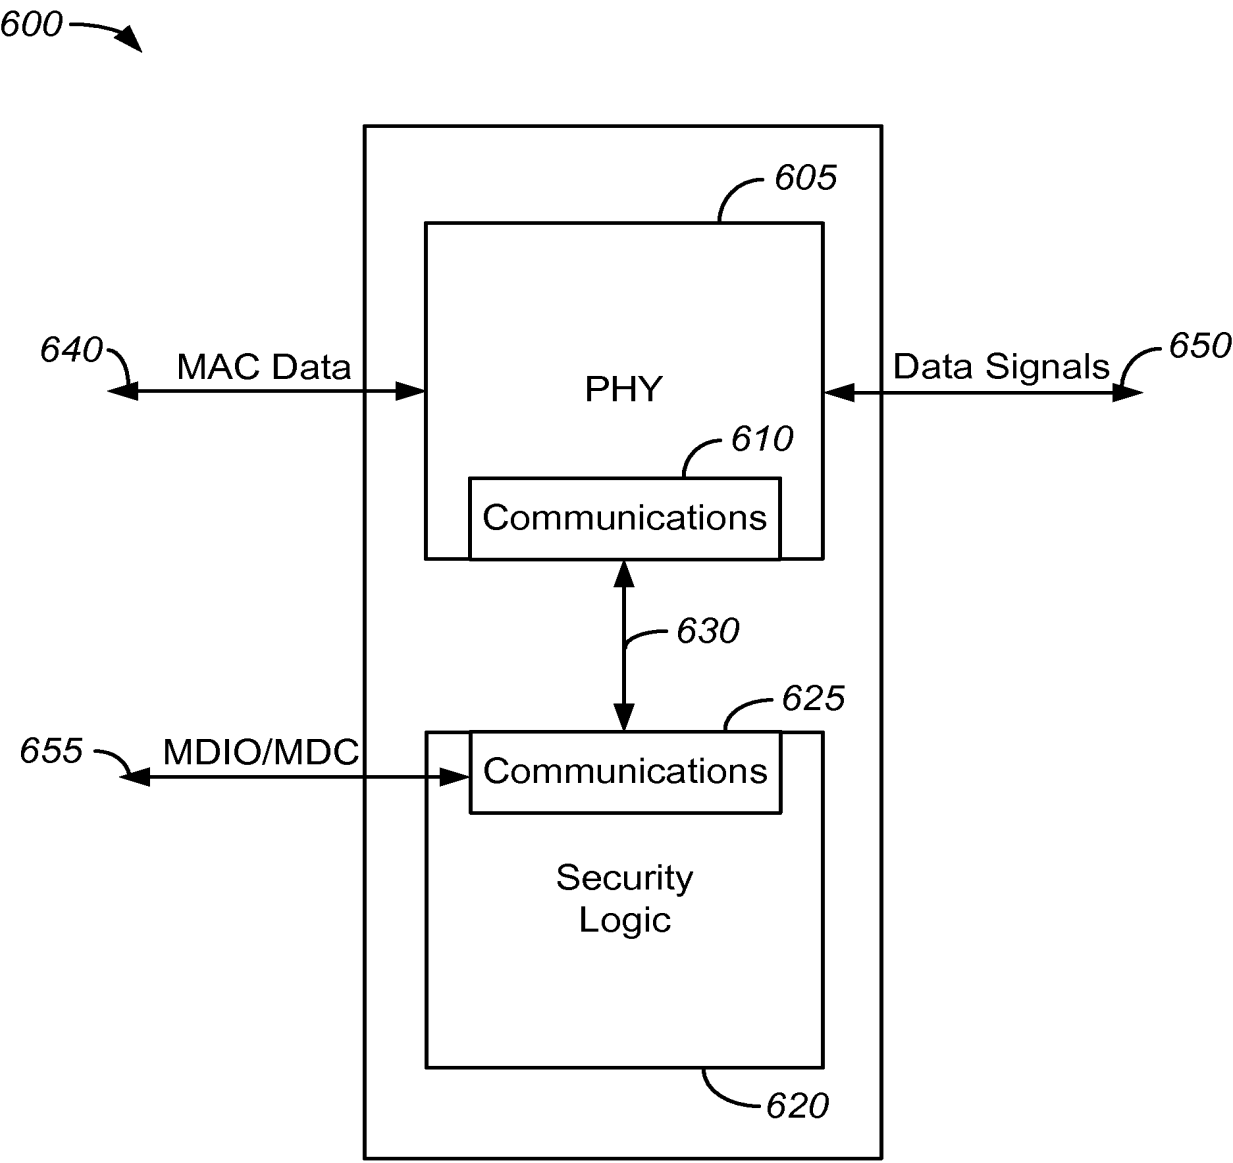 600
605
640
MAC Data
Data Signals
650
PHY
610
Communications
630
625
655
MDIO/MDC
Communications
Security
Logic
620